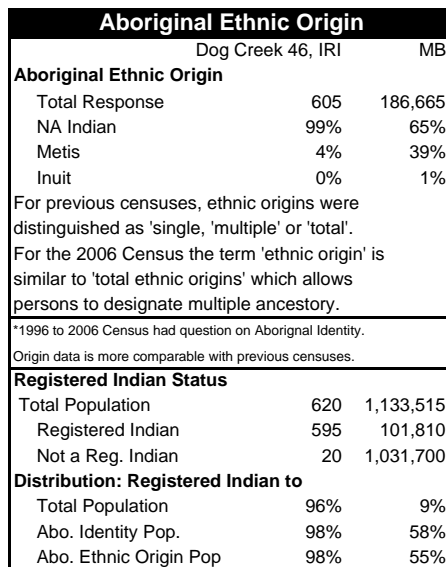 Aboriginal Ethnic Origin
Dog Creek 46, IRI MB
Aboriginal Ethnic Origin
Total Response 605 186,665
NA Indian 99% 65%
Metis 4% 39%
Inuit 0% 1%
For previous censuses, ethnic origins were
distinguished as 'single, 'multiple' or 'total'.
For the 2006 Census the term 'ethnic origin' is
similar to 'total ethnic origins' which allows
persons to designate multiple ancestory.
*1996 to 2006 Census had question on Aborignal Identity.
Origin data is more comparable with previous censuses.
Registered Indian Status
Total Population 620 1,133,515
Registered Indian 595 101,810
Not a Reg. Indian 20 1,031,700
Distribution: Registered Indian to
Total Population 96% 9%
Abo. Identity Pop. 98% 58%
Abo. Ethnic Origin Pop 98% 55%